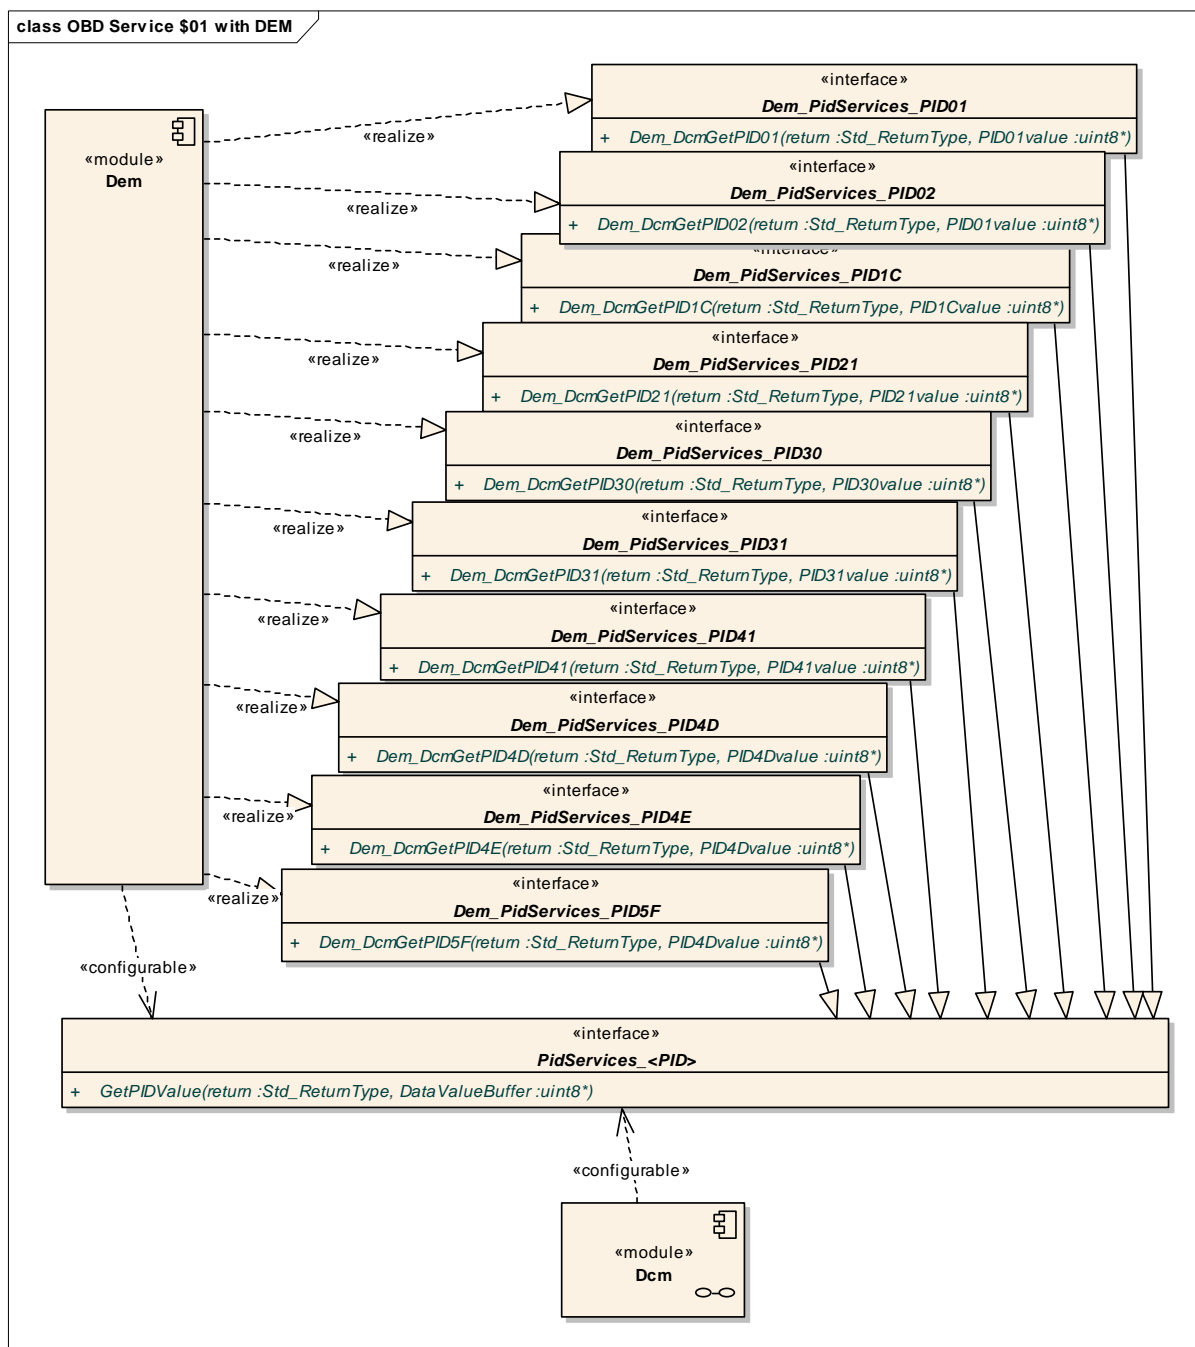 class OBD Service $01 with DEM
«interface»
Dem_PidServices_PID01
+ Dem_DcmGetPID01(return :Std_ReturnType, PID01value :uint8*)
«module»
Dem
«realize»
«interface»
Dem_PidServices_PID02
+ Dem_DcmGetPID02(return :Std_ReturnType, PID01value :uint8*)
«realize»
«interface»
Dem_PidServices_PID1C
+ Dem_DcmGetPID1C(return :Std_ReturnType, PID1Cvalue :uint8*)
«realize»
«interface»
Dem_PidServices_PID21
+ Dem_DcmGetPID21(return :Std_ReturnType, PID21value :uint8*)
«realize»
«interface»
Dem_PidServices_PID30
+ Dem_DcmGetPID30(return :Std_ReturnType, PID30value :uint8*)
«realize»
«interface»
Dem_PidServices_PID31
+ Dem_DcmGetPID31(return :Std_ReturnType, PID31value :uint8*)
«realize»
«interface»
Dem_PidServices_PID41
+ Dem_DcmGetPID41(return :Std_ReturnType, PID41value :uint8*)
«realize»
«interface»
Dem_PidServices_PID4D
+ Dem_DcmGetPID4D(return :Std_ReturnType, PID4Dvalue :uint8*)
«realize»
«interface»
Dem_PidServices_PID4E
+ Dem_DcmGetPID4E(return :Std_ReturnType, PID4Dvalue :uint8*)
«realize»
«interface»
Dem_PidServices_PID5F
+ Dem_DcmGetPID5F(return :Std_ReturnType, PID4Dvalue :uint8*)
«realize»
«configurable»
«interface»
PidServices_<PID>
+ GetPIDValue(return :Std_ReturnType, DataValueBuffer :uint8*)
«configurable»
«module»
Dcm